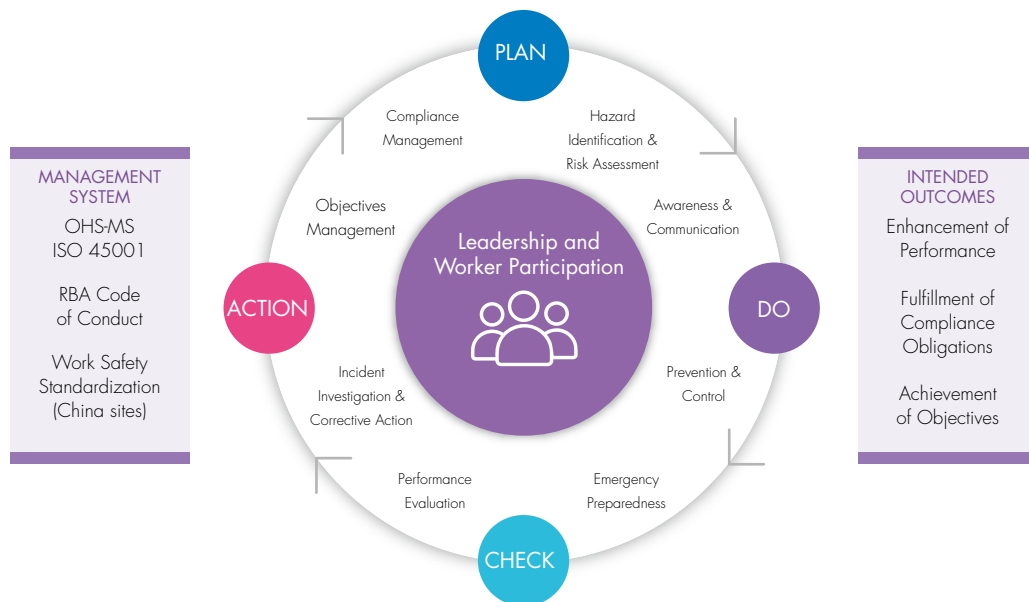 PLAN
Compliance
Management
Hazard
Identification &
Risk Assessment
MANAGEMENT
SYSTEM
OHS-MS
ISO 45001
RBA Code
of Conduct
Work Safety
Standardization
(China sites)
Objectives
Management
Awareness &
Communication
Leadership and
Worker Participation
ACTION
DO
Incident
Investigation &
Corrective Action
Prevention &
Control
Performance
Evaluation
Emergency
Preparedness
CHECK
INTENDED
OUTCOMES
Enhancement of
Performance
Fulfillment of
Compliance
Obligations
Achievement
of Objectives